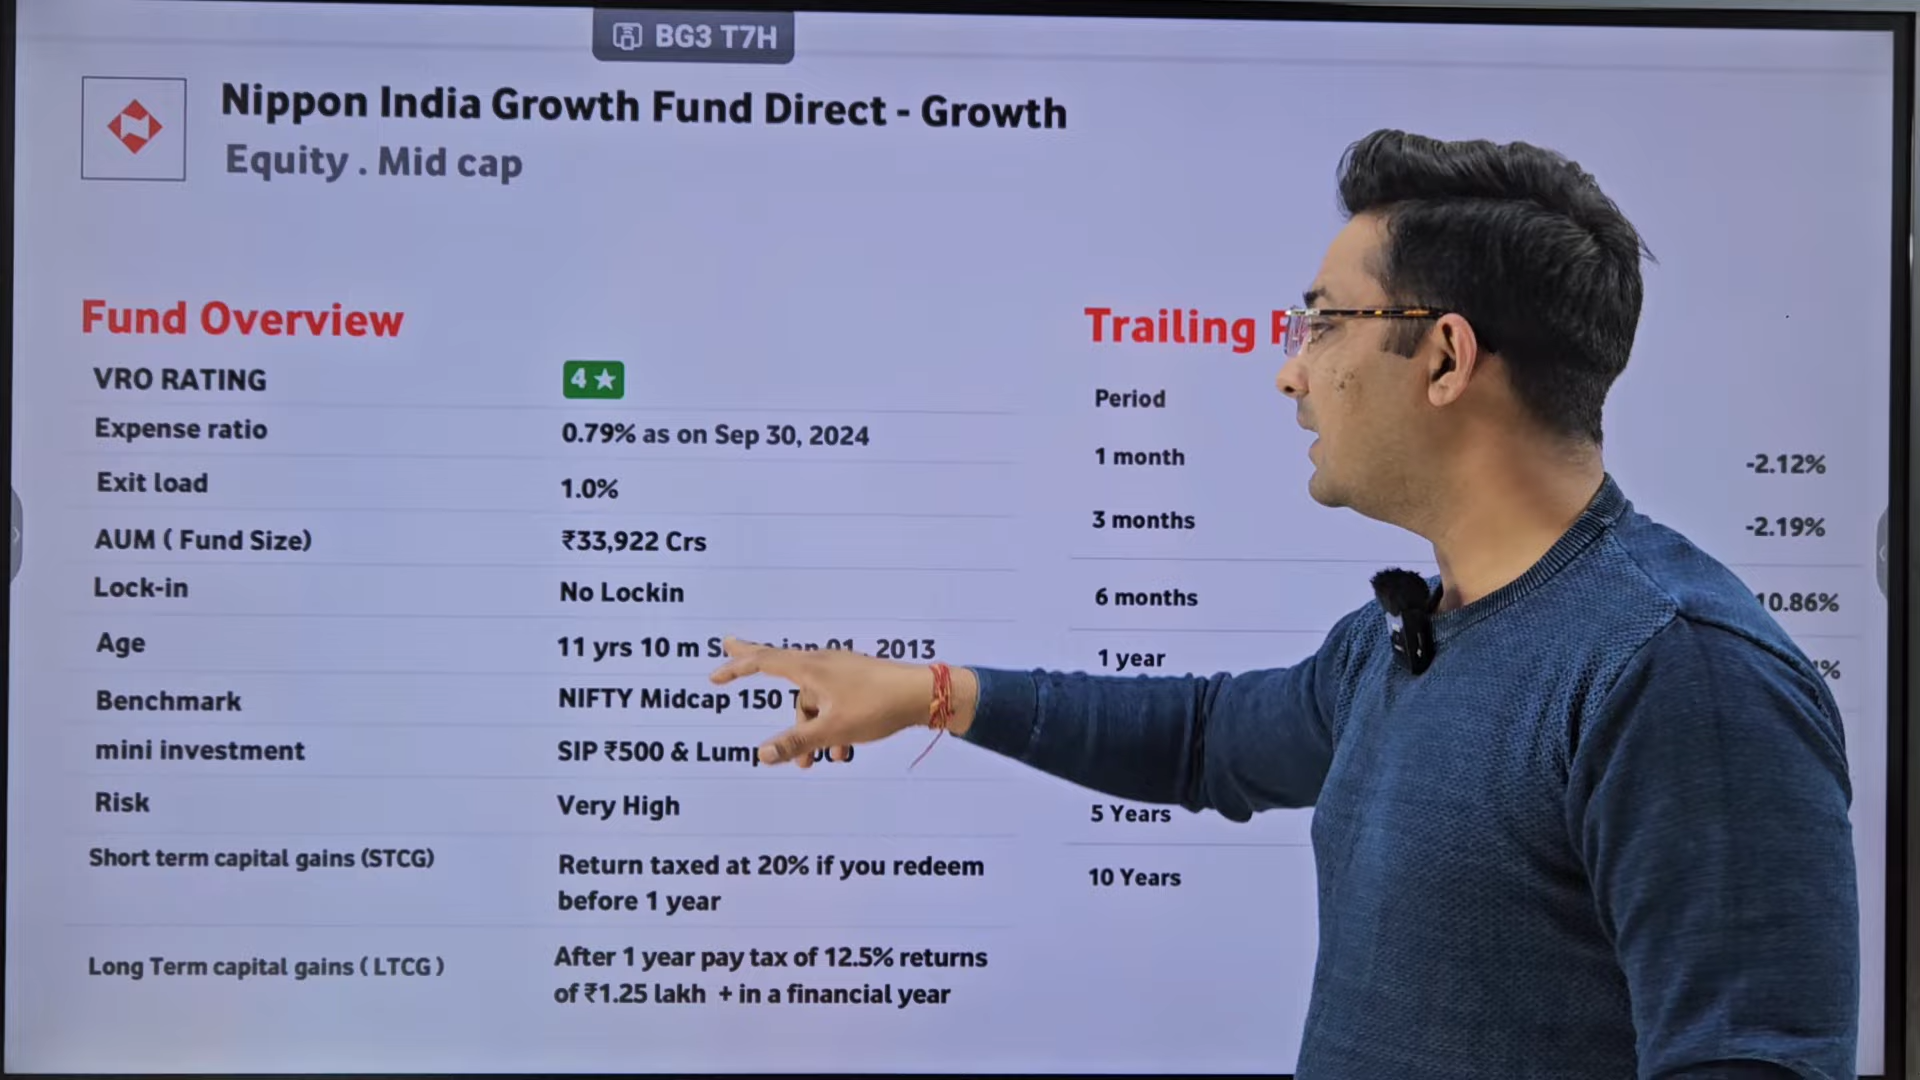 BG3 T7H
Nippon India Growth Fund Direct - Growth
Equity . Mid cap
Fund Overview
VRO RATING 4★
Expense ratio 0.79% as on Sep 30, 2024
Exit load 1.0%
AUM ( Fund Size) ₹33,922 Crs
Lock-in No Lockin
Age 11 yrs 10 m jan 01, 2013
Benchmark NIFTY Midcap 150
mini investment SIP ₹500 &
Risk Very High
Short term capital gains (STCG) Return taxed at 20% if you redeem
before 1 year
Long Term capital gains ( LTCG ) After 1 year pay tax of 12.5% returns
of ₹1.25 lakh + in a financial year
Trailing
Period
1 month -2.12%
3 months -2.19%
6 months
1 year
5 Years
10 Years